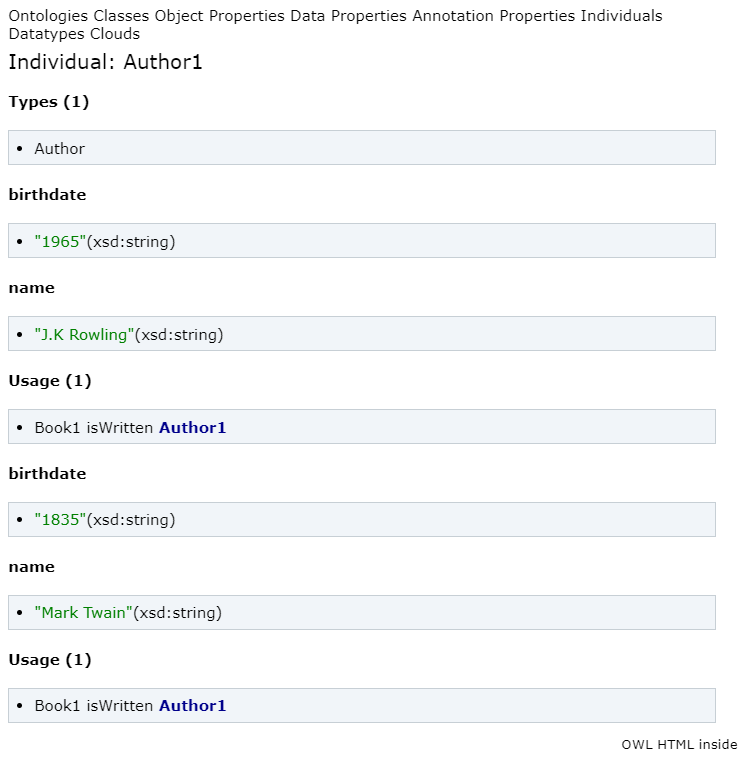 Ontologies Classes Object Properties Data Properties Annotation Properties Individuals
Datatypes Clouds
Individual: Author1
Types (1)
• Author
birthdate
• "1965"(xsd:string)
name
• "J.K Rowling"(xsd:string)
Usage (1)
• Book1 isWritten Author1
birthdate
• "1835"(xsd:string)
name
• "Mark Twain"(xsd:string)
Usage (1)
• Book1 isWritten Author1
OWL HTML inside